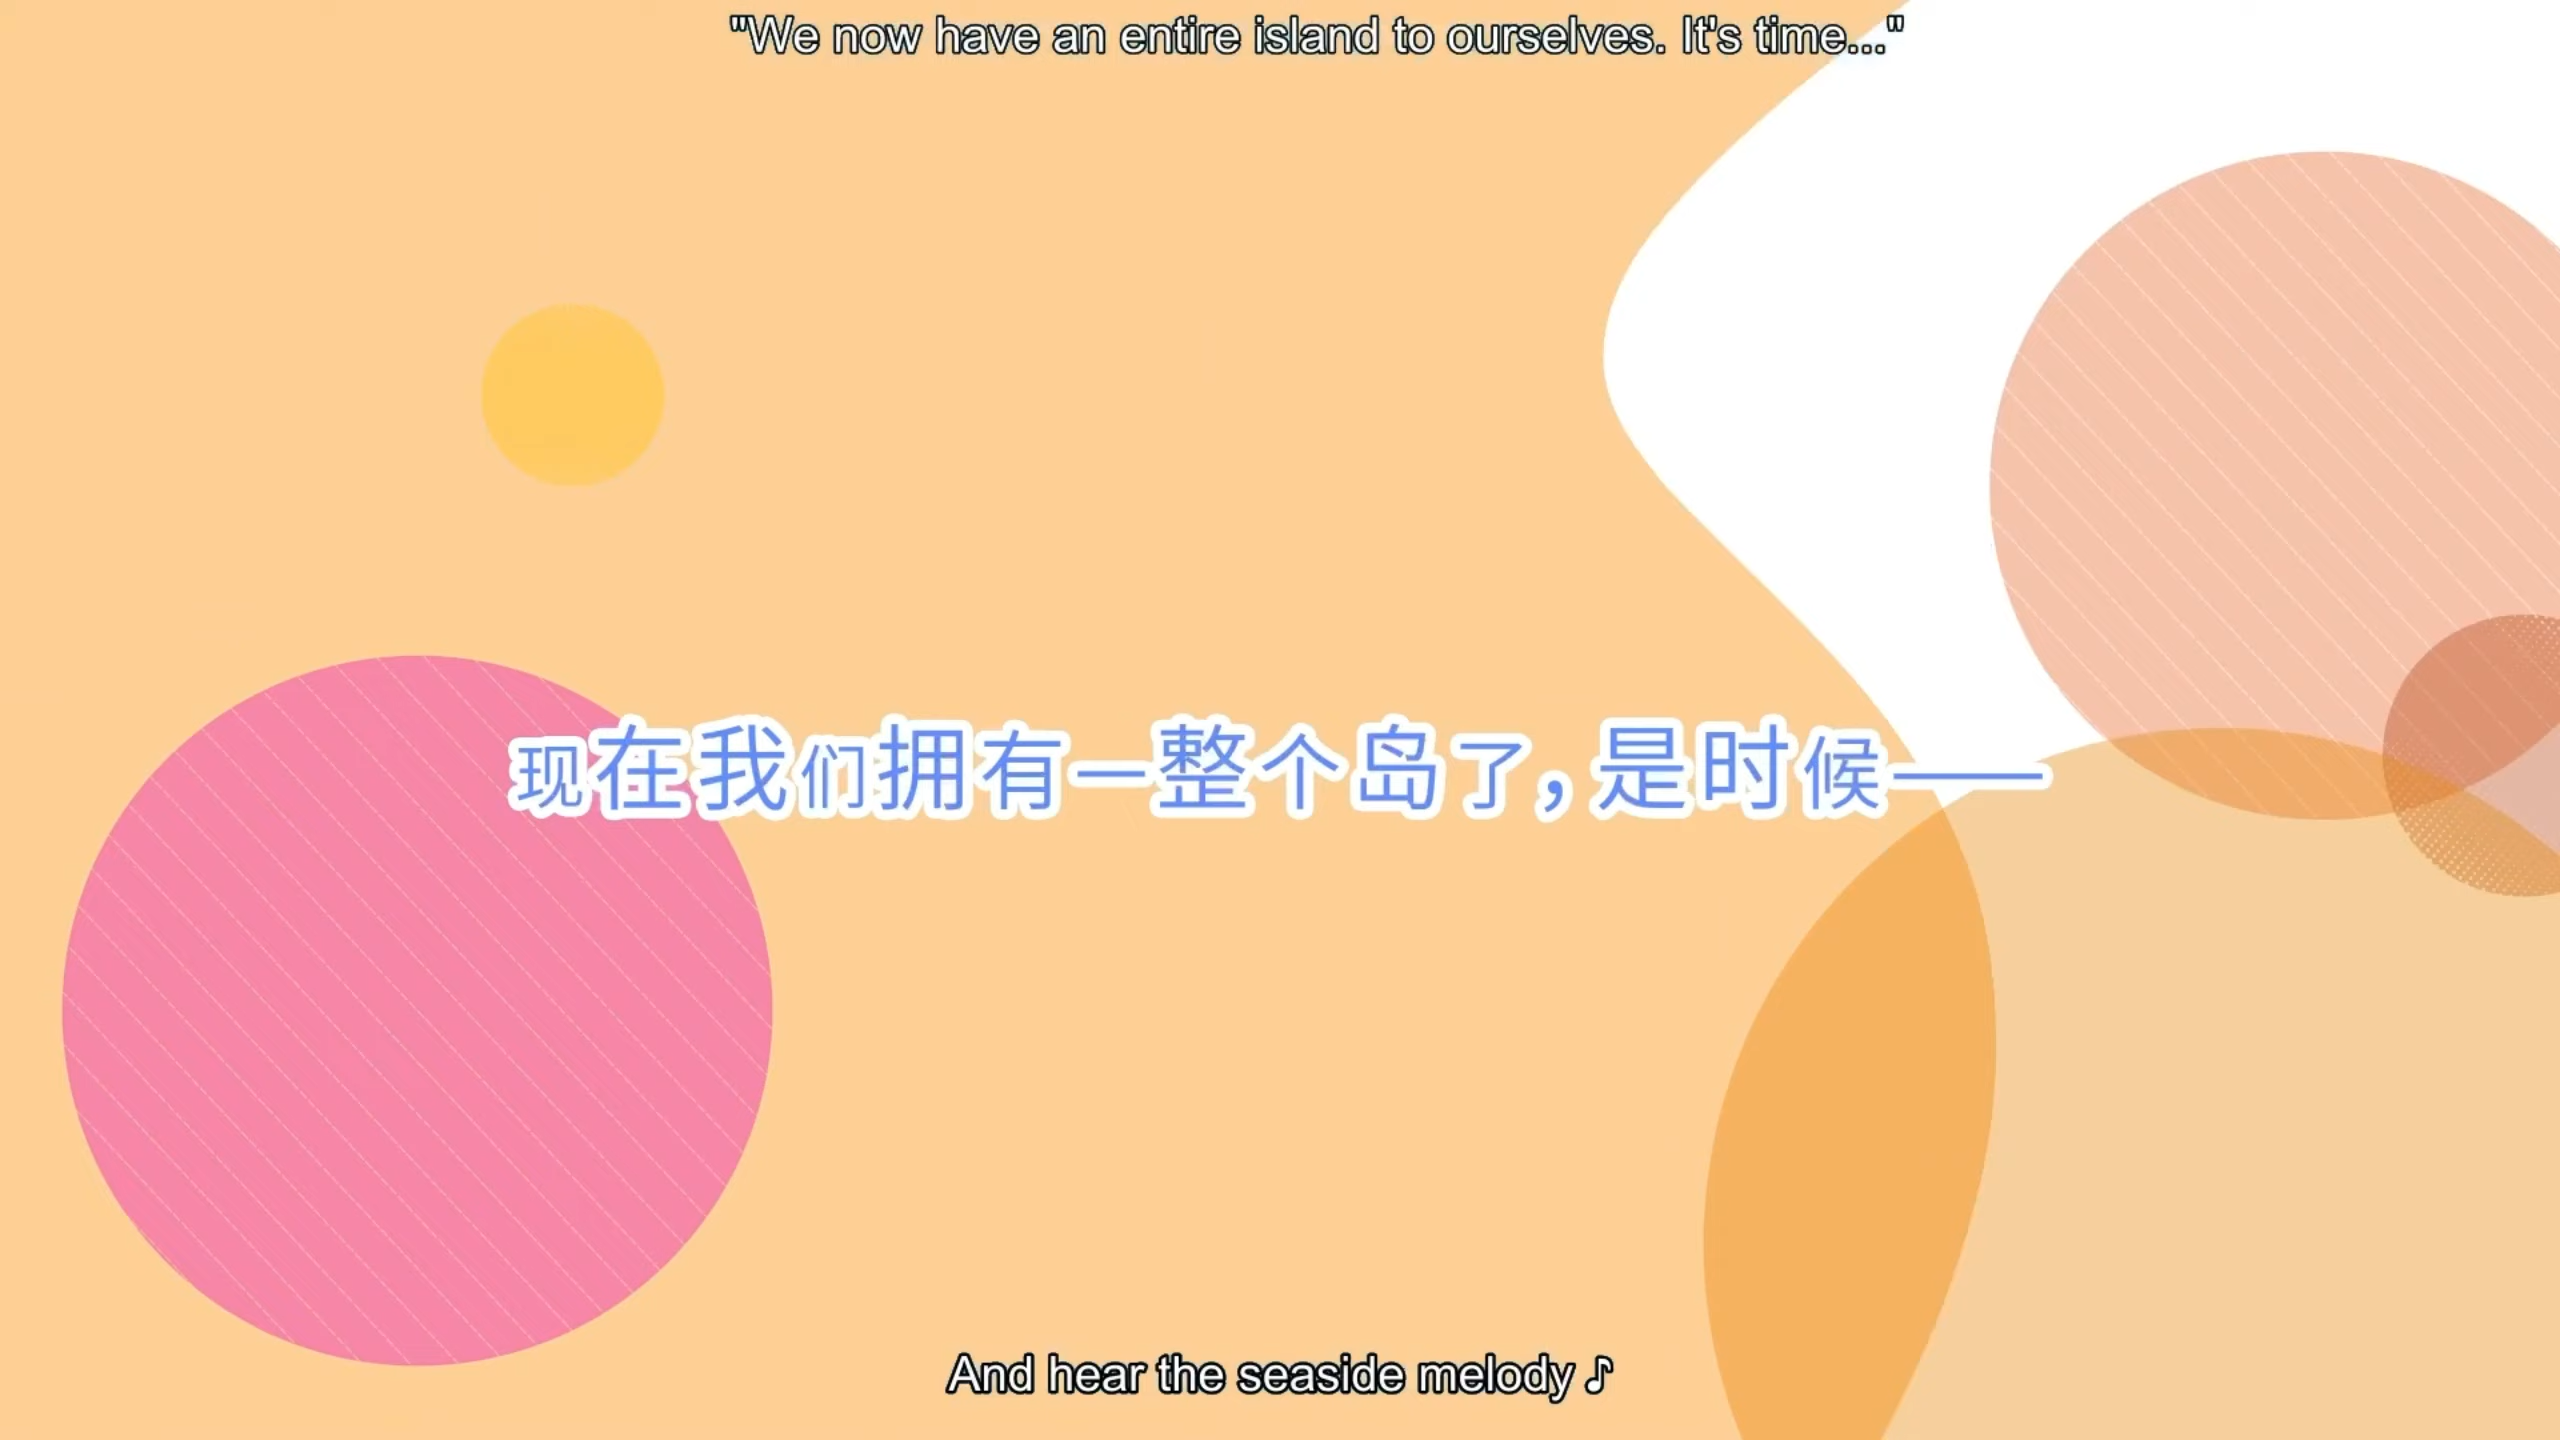 "We now have an entire island to ourselves. It's time..."
现在我们拥有一整个岛了，是时候——
And hear the seaside melody ♪